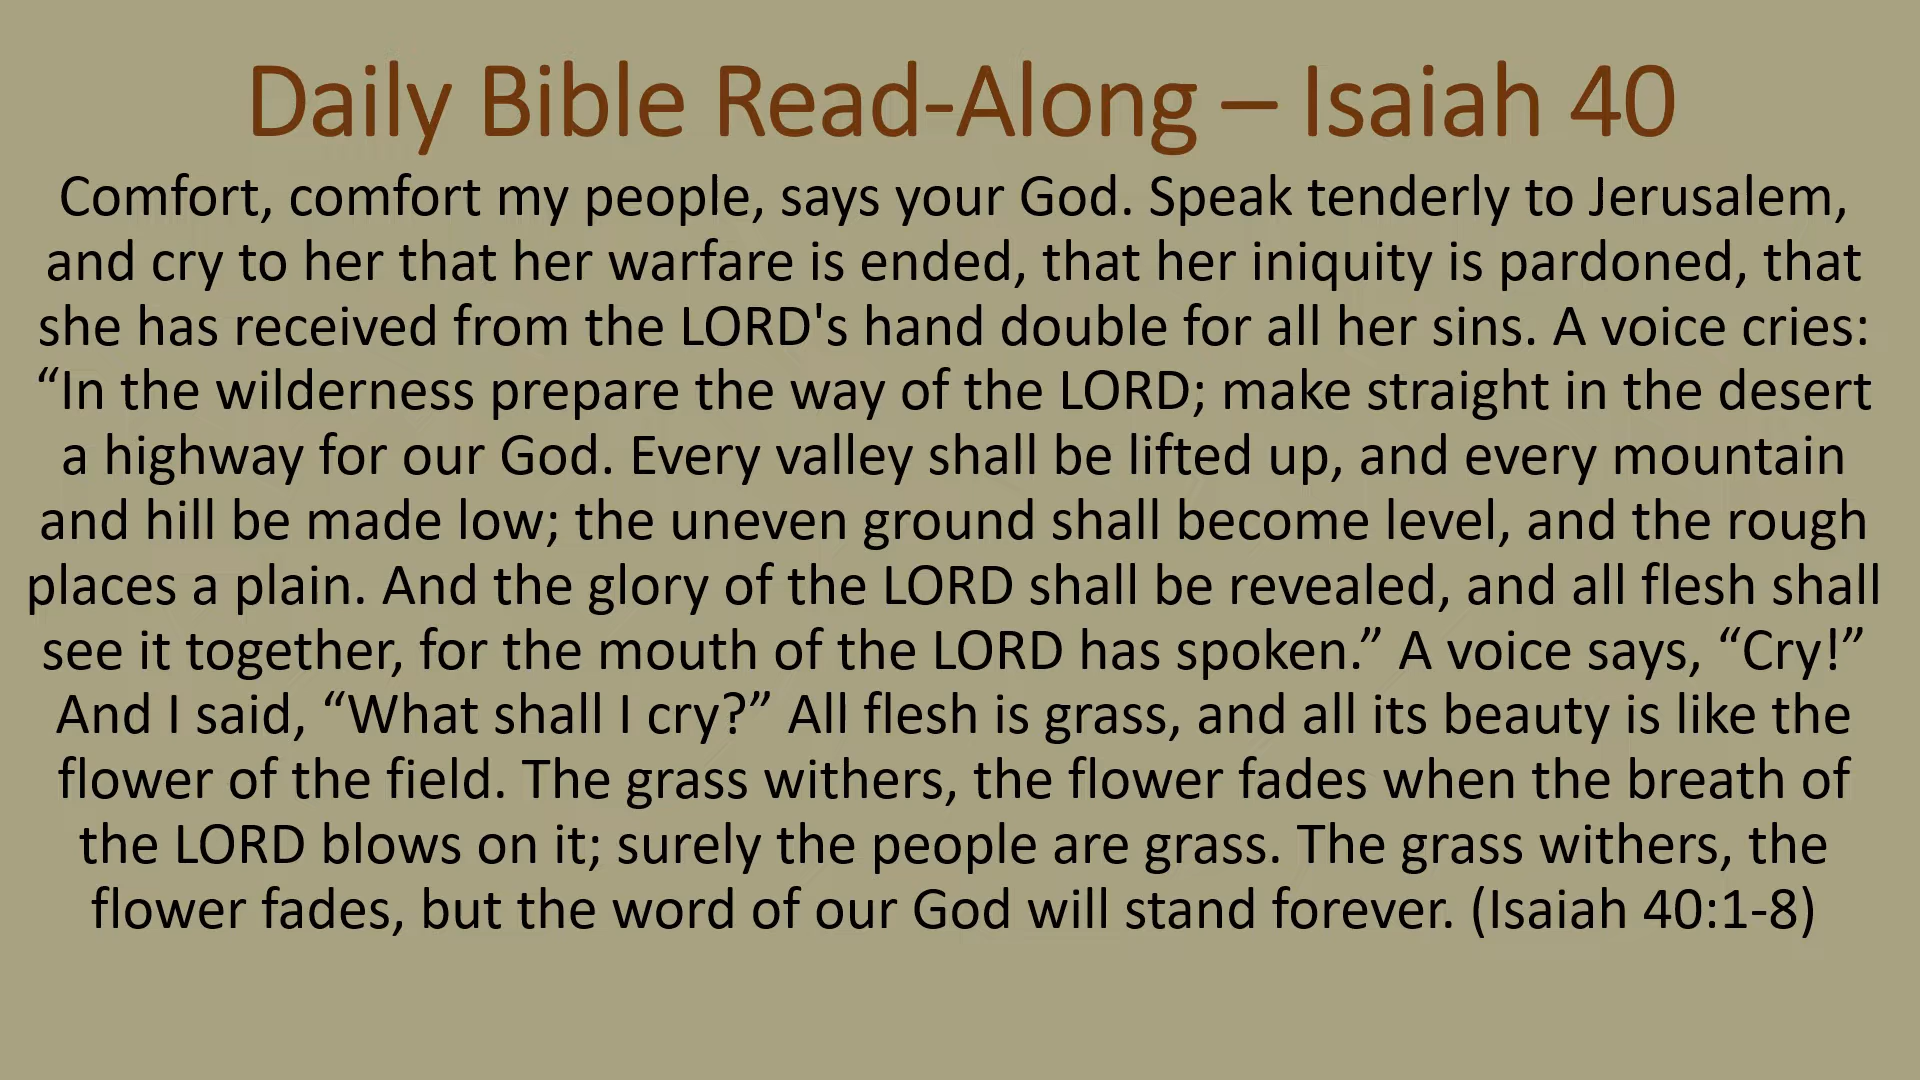 Daily Bible Read-Along – Isaiah 40
Comfort, comfort my people, says your God. Speak tenderly to Jerusalem,
and cry to her that her warfare is ended, that her iniquity is pardoned, that
she has received from the LORD's hand double for all her sins. A voice cries:
“In the wilderness prepare the way of the LORD; make straight in the desert
a highway for our God. Every valley shall be lifted up, and every mountain
and hill be made low; the uneven ground shall become level, and the rough
places a plain. And the glory of the LORD shall be revealed, and all flesh shall
see it together, for the mouth of the LORD has spoken.” A voice says, “Cry!”
And I said, “What shall I cry?” All flesh is grass, and all its beauty is like the
flower of the field. The grass withers, the flower fades when the breath of
the LORD blows on it; surely the people are grass. The grass withers, the
flower fades, but the word of our God will stand forever. (Isaiah 40:1-8)